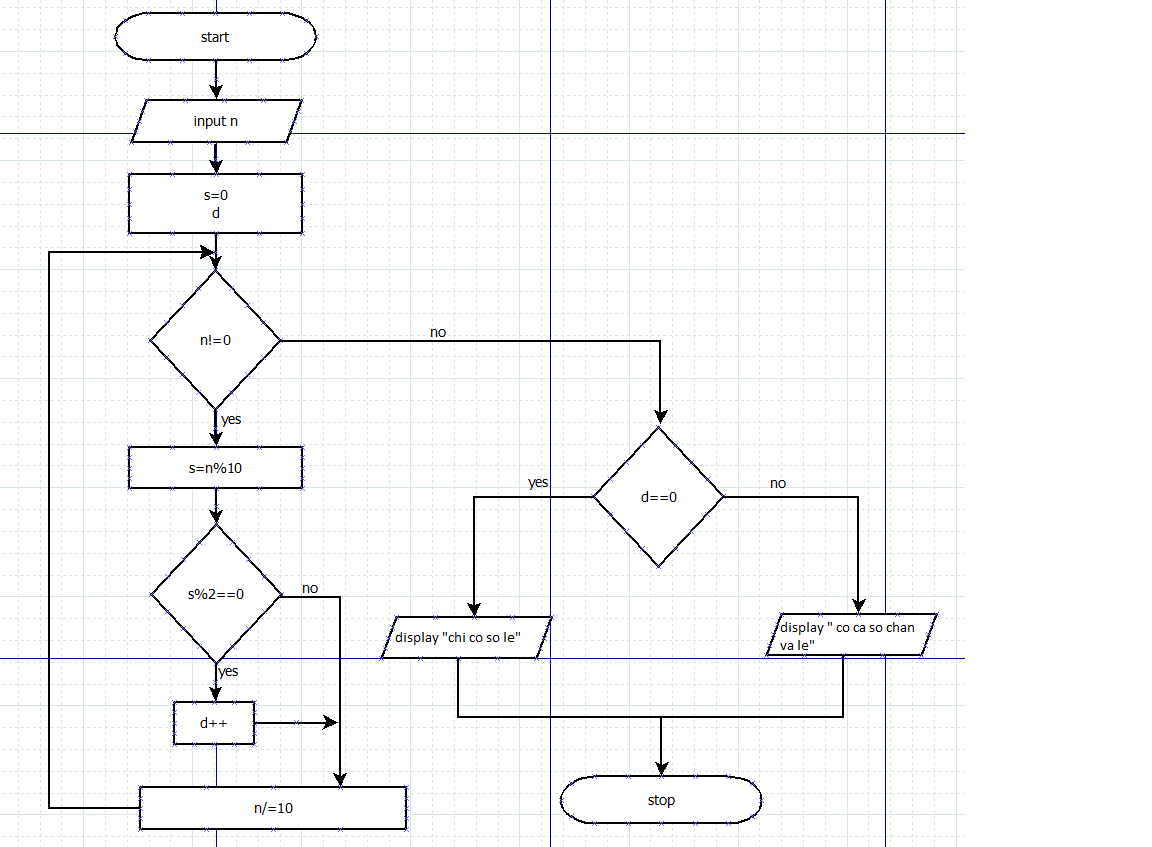 start
input n
s=0
d
n!=0
no
yes
s=n%10
d==0
yes
no
s%2==0
no
yes
display "chi co so le"
display " co ca so chan
va le"
d++
n/=10
stop